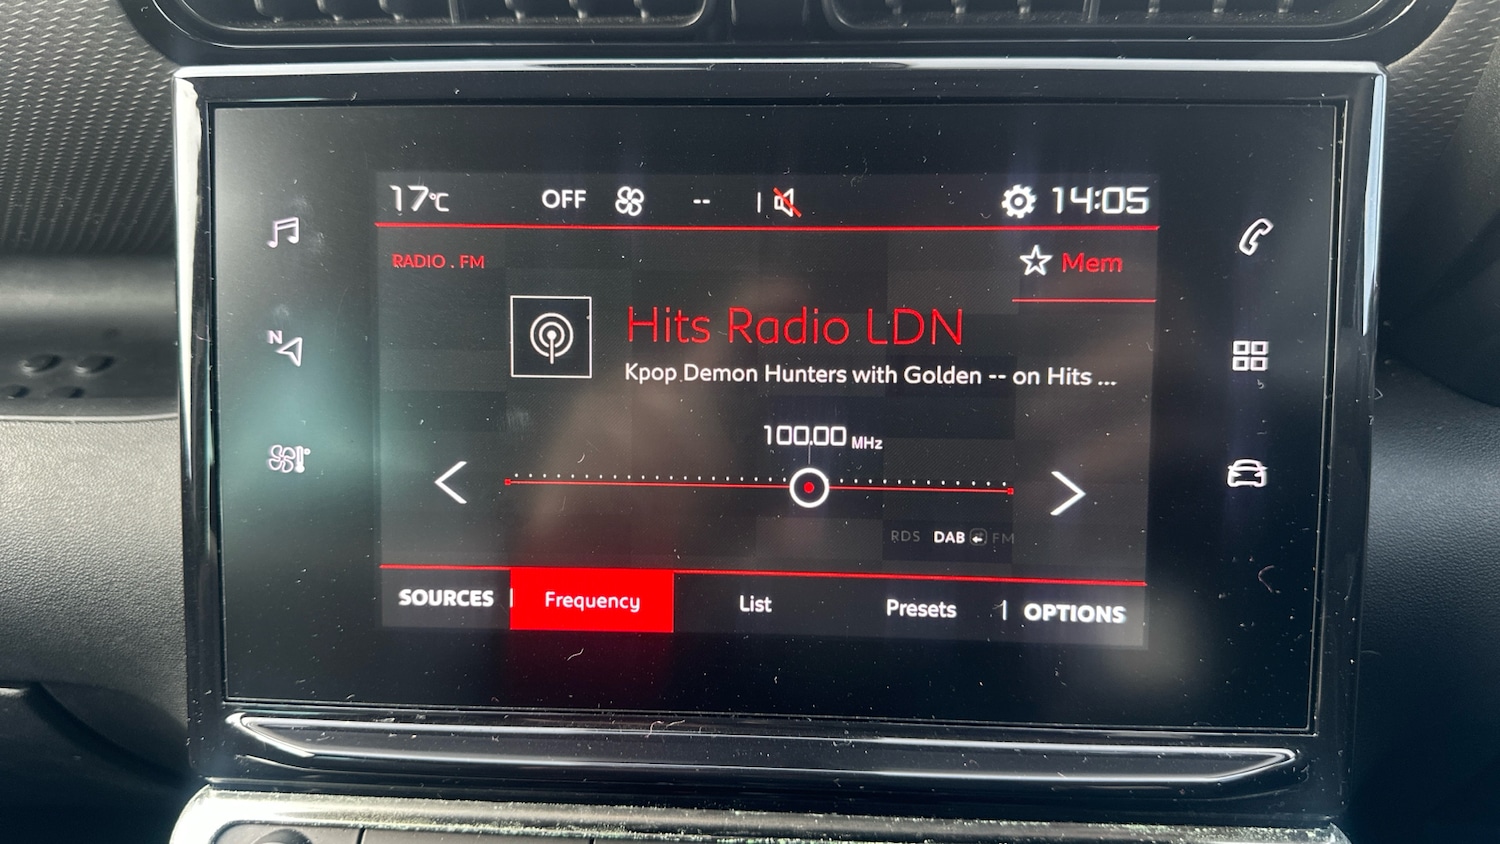 17°C OFF -- 14:05
RADIO . FM
Mem
Hits Radio LDN
Kpop Demon Hunters with Golden -- on Hits ...
100.00 MHz
N
RDS DAB FM
SOURCES Frequency List Presets OPTIONS